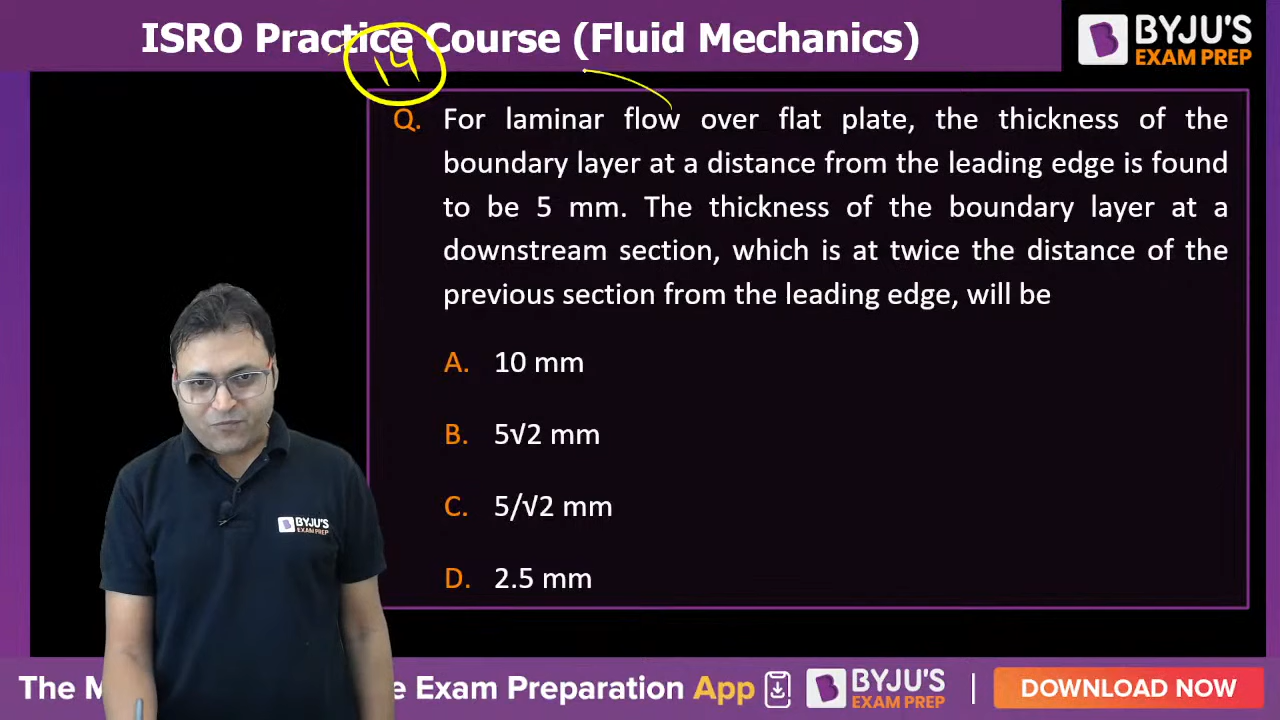 ISRO Practice Course (Fluid Mechanics)
BYJU'S
EXAM PREP
14
Q. For laminar flow over flat plate, the thickness of the
boundary layer at a distance from the leading edge is found
to be 5 mm. The thickness of the boundary layer at a
downstream section, which is at twice the distance of the
previous section from the leading edge, will be
A. 10 mm
B. 5√2 mm
C. 5/√2 mm
D. 2.5 mm
BYJU'S
EXAM PREP
The M e Exam Preparation App
BYJU'S
EXAM PREP
DOWNLOAD NOW